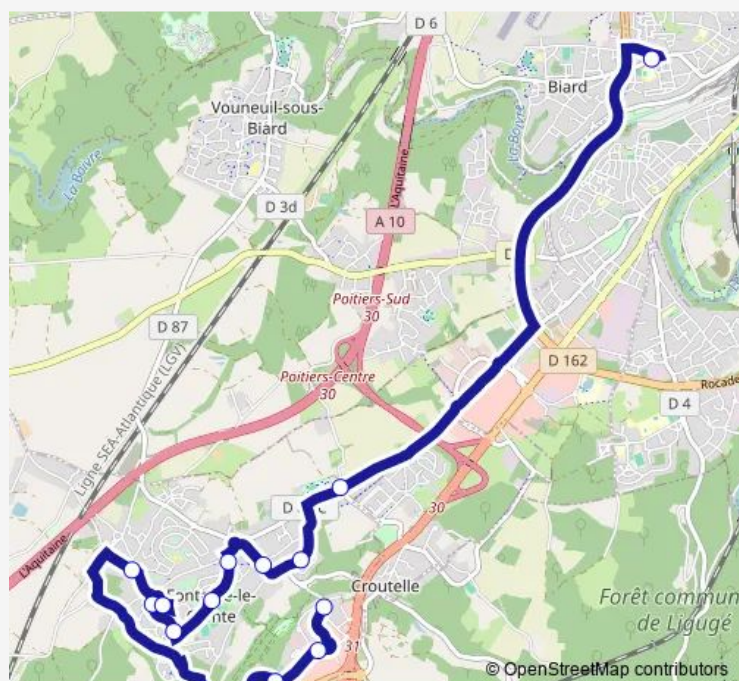 D 6
Biard
Vouneuil-sous-
Biard
La Boivre
La Boivre
L'Aquitaine
D 3d
A 10
D
Poitiers-Sud
30
D 87
Poitiers-Centre
30
D 162
Rocade
D 4
Ligne SEA-Atlantique (LGV)
30
L'Aquitaine
Croutelle
Forêt commun
de Ligugé
31
© OpenStreetMap contributors